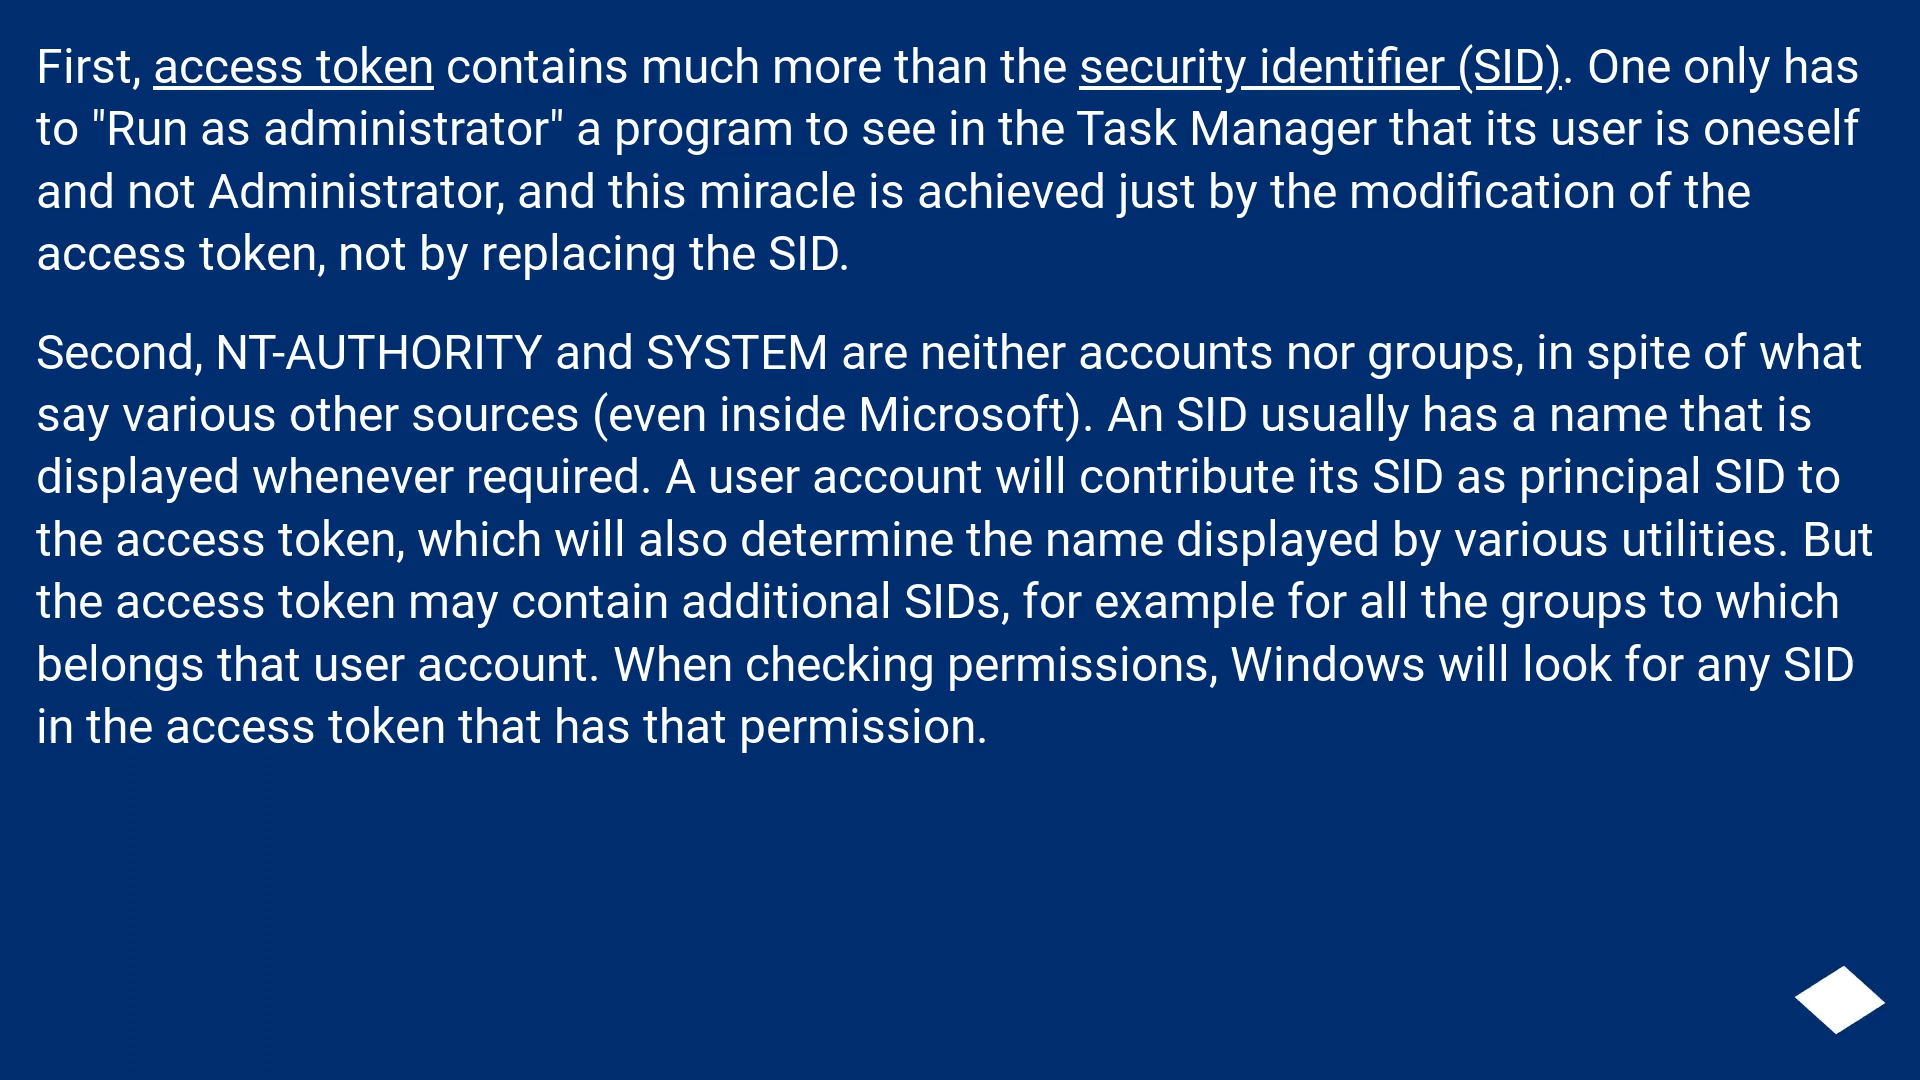 First, access token contains much more than the security identifier (SID). One only has
to "Run as administrator" a program to see in the Task Manager that its user is oneself
and not Administrator, and this miracle is achieved just by the modification of the
access token, not by replacing the SID.
Second, NT-AUTHORITY and SYSTEM are neither accounts nor groups, in spite of what
say various other sources (even inside Microsoft). An SID usually has a name that is
displayed whenever required. A user account will contribute its SID as principal SID to
the access token, which will also determine the name displayed by various utilities. But
the access token may contain additional SIDs, for example for all the groups to which
belongs that user account. When checking permissions, Windows will look for any SID
in the access token that has that permission.